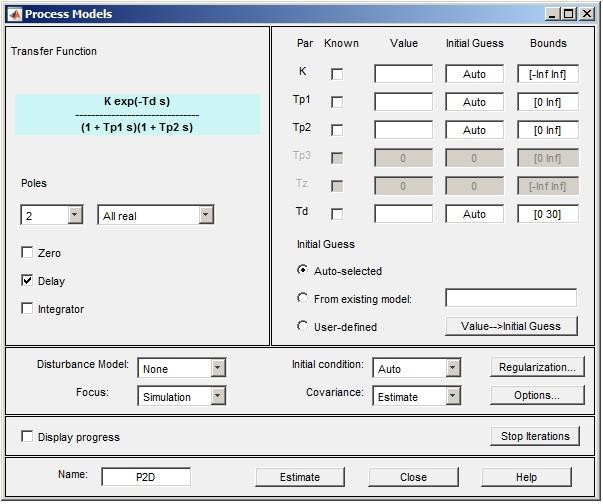 Process Models
Transfer Function
K exp(-Td s)
-------------------------------
(1 + Tp1 s)(1 + Tp2 s)
Poles
2 All real
Zero
Delay
Integrator
Par Known Value Initial Guess Bounds
K Auto [-Inf Inf]
Tp1 Auto [0 Inf]
Tp2 Auto [0 Inf]
Tp3 0 0 [0 Inf]
Tz 0 0 [-Inf Inf]
Td Auto [0 30]
Initial Guess
Auto-selected
From existing model:
User-defined Value-->Initial Guess
Disturbance Model: None Initial condition: Auto Regularization...
Focus: Simulation Covariance: Estimate Options...
Display progress Stop Iterations
Name: P2D Estimate Close Help